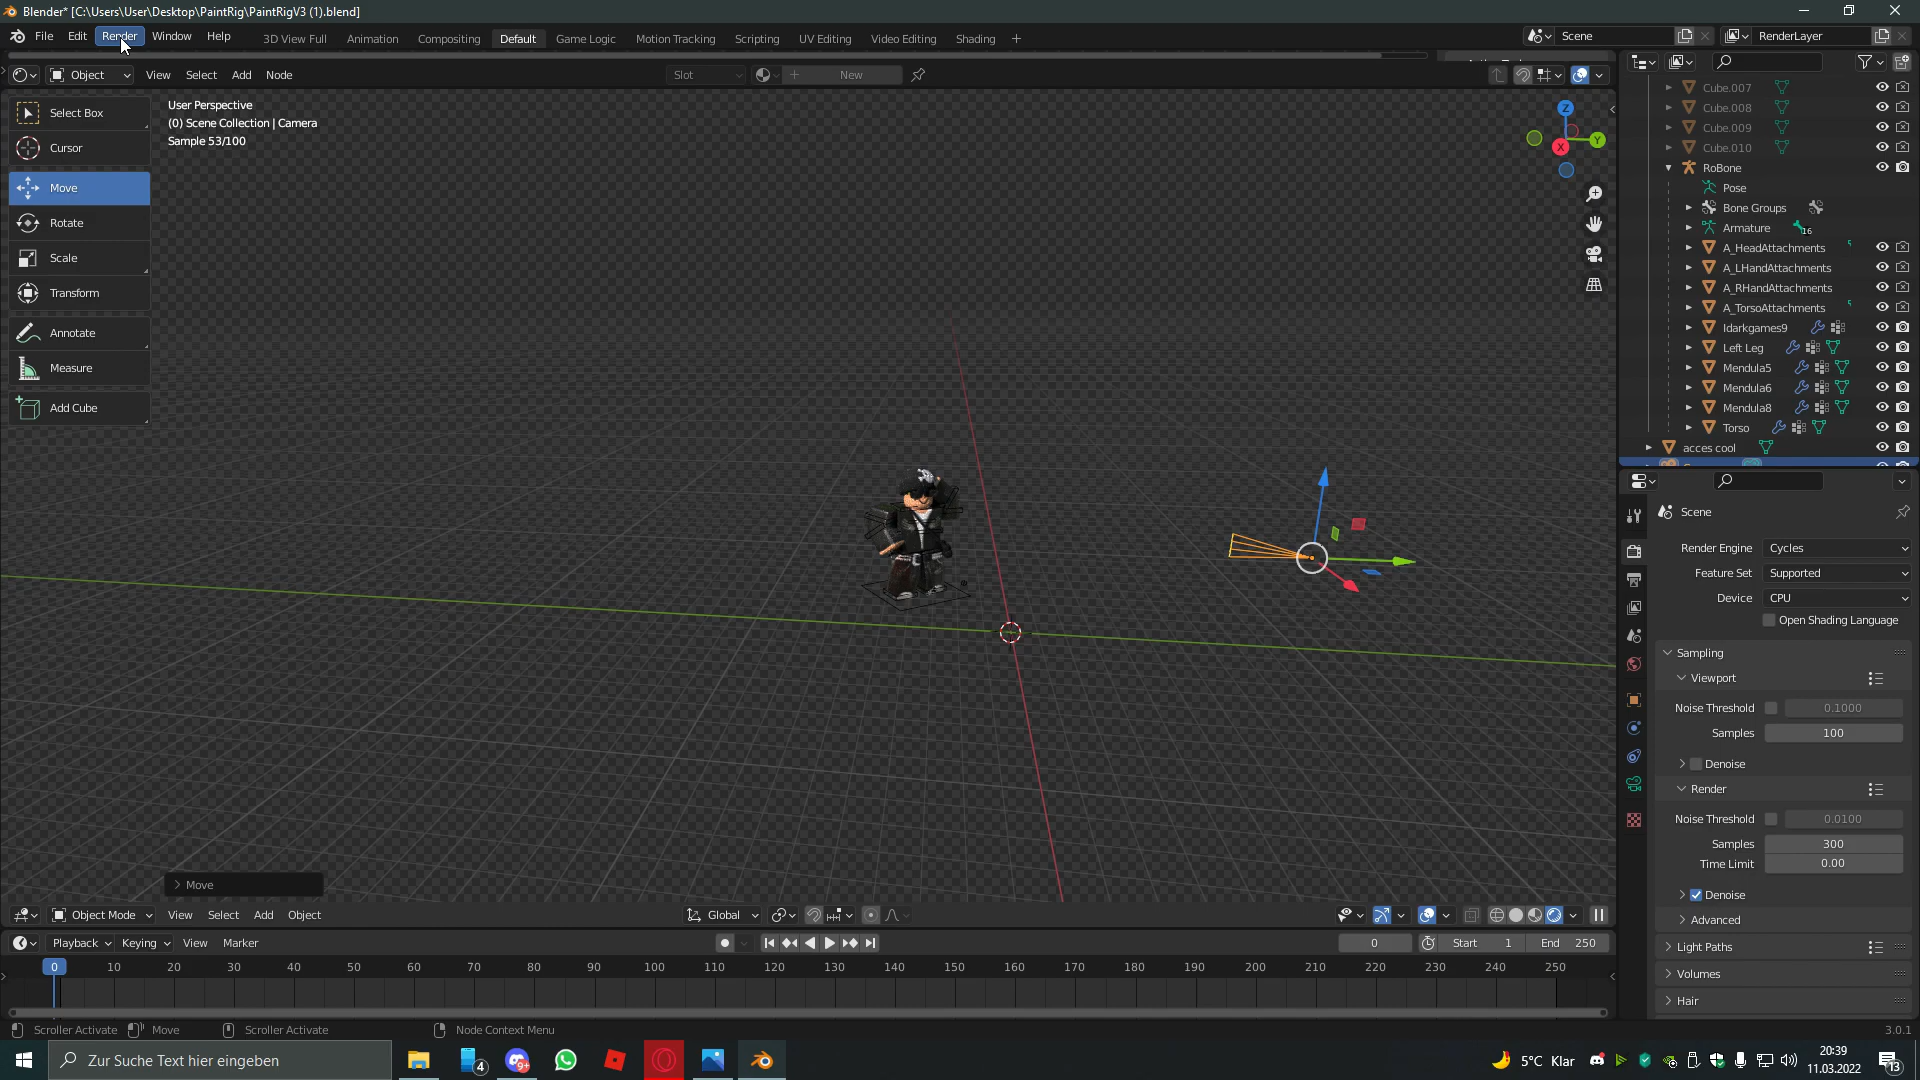 Blender* [C:\Users\User\Desktop\PaintRig\PaintRigV3 (1).blend]
File Edit Render Window Help 3D View Full Animation Compositing Default Game Logic Motion Tracking Scripting UV Editing Video Editing Shading + Scene RenderLayer
Object View Select Add Node Slot New
Select Box
Cursor
Move
Rotate
Scale
Transform
Annotate
Measure
Add Cube
User Perspective
(0) Scene Collection | Camera
Sample 53/100
Z
Y
X
Cube.007
Cube.008
Cube.009
Cube.010
RoBone
Pose
Bone Groups
Armature 16
A_HeadAttachments
A_LHandAttachments
A_RHandAttachments
A_TorsoAttachments
Idarkgames9
Left Leg
Mendula5
Mendula6
Mendula8
Torso
acces cool
Scene
Render Engine Cycles
Feature Set Supported
Device CPU
Open Shading Language
Sampling
Viewport
Noise Threshold 0.1000
Samples 100
Denoise
Render
Noise Threshold 0.0100
Samples 300
Time Limit 0.00
Denoise
Advanced
Light Paths
Volumes
Hair
Move
Object Mode View Select Add Object Global
Playback Keying View Marker 0 Start 1 End 250
0 10 20 30 40 50 60 70 80 90 100 110 120 130 140 150 160 170 180 190 200 210 220 230 240 250
Scroller Activate Move Scroller Activate Node Context Menu 3.0.1
Zur Suche Text hier eingeben 4 9+ 5°C Klar 20:39
11.03.2022 13